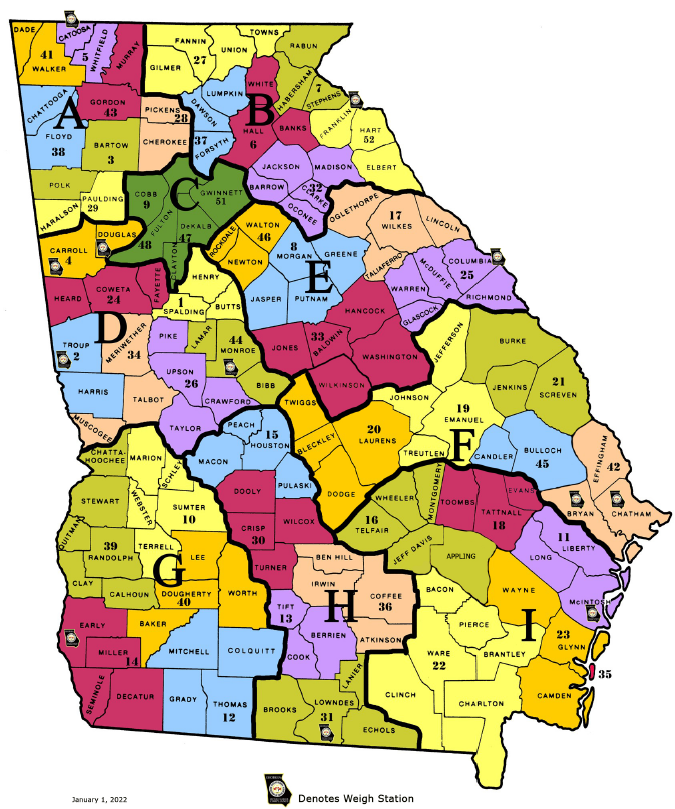 DADE
CATOOSA
41
WALKER
5
WHITFIELD
MURRAY
FANNIN
27
GILMER
UNION
TOWNS
RABUN
CHATTOOGA
A
GORDON
43
FLOYD
38
BARTOW
3
PICKENS
28
CHEROKEE
LUMPKIN
DAWSON
37
FORSYTH
WHITE
B
HALL
6
BANKS
HABERSHAM
7
STEPHENS
FRANKLIN
HART
52
ELBERT
JACKSON
MADISON
BARROW
32
CLARKE
OCONEE
POLK
PAULDING
29
HARALSON
C
COBB
9
GWINNETT
51
FULTON
DeKALB
47
48
CLAYTON
DOUGLAS
CARROLL
4
ROCKDALE
WALTON
46
NEWTON
8
MORGAN
GREENE
E
JASPER
PUTNAM
OGLETHORPE
17
WILKES
LINCOLN
TALIAFERRO
WARREN
McDUFFIE
COLUMBIA
25
RICHMOND
GLASCOCK
HEARD
COWETA
24
FAYETTE
HENRY
1
SPALDING
BUTTS
D
TROUP
2
MERIWETHER
34
PIKE
LAMAR
44
MONROE
UPSON
26
BIBB
CRAWFORD
HARRIS
TALBOT
MUSCOGEE
TAYLOR
JONES
33
BALDWIN
HANCOCK
WASHINGTON
WILKINSON
JEFFERSON
BURKE
JENKINS
21
SCREVEN
JOHNSON
19
EMANUEL
F
TREUTLEN
CANDLER
BULLOCH
45
EFFINGHAM
42
BRYAN
CHATHAM
TWIGGS
20
LAURENS
BLECKLEY
DODGE
PEACH
15
HOUSTON
MACON
PULASKI
DOOLY
CRISP
30
WILCOX
TURNER
CHATTA-
HOOCHEE
MARION
SCHLEY
STEWART
WEBSTER
SUMTER
10
QUITMAN
39
RANDOLPH
TERRELL
LEE
G
CLAY
CALHOUN
DOUGHERTY
40
WORTH
EARLY
BAKER
MILLER
14
MITCHELL
COLQUITT
SEMINOLE
DECATUR
GRADY
THOMAS
12
WHEELER
MONTGOMERY
16
TELFAIR
TOOMBS
EVANS
TATTNALL
18
JEFF DAVIS
APPLING
11
LIBERTY
LONG
McINTOSH
WAYNE
BEN HILL
IRWIN
H
COFFEE
36
TIFT
13
BERRIEN
ATKINSON
COOK
LANIER
BROOKS
LOWNDES
31
ECHOLS
BACON
PIERCE
I
WARE
22
BRANTLEY
23
GLYNN
35
CLINCH
CHARLTON
CAMDEN
January 1, 2022
Denotes Weigh Station